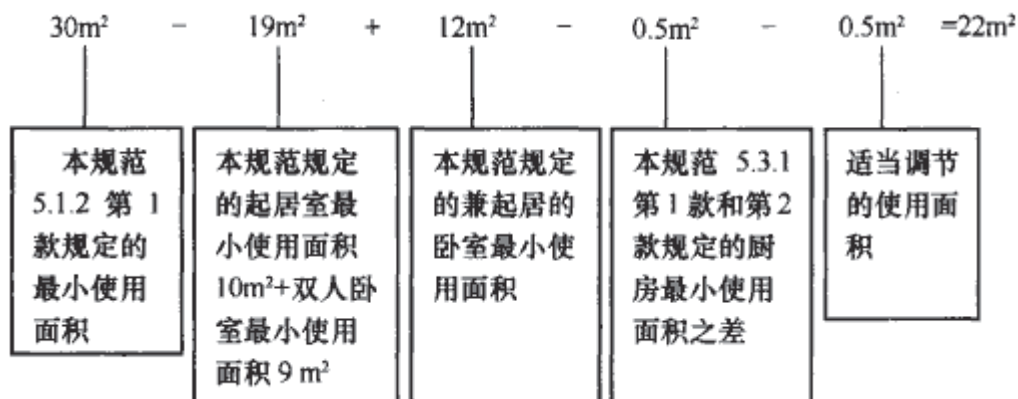 30m² - 19m² + 12m² - 0.5m² - 0.5m² =22m²
本规范
5.1.2 第 1
款规定的
最小使用
面积
本规范规定
的起居室最
小使用面积
10m²+双人卧
室最小使用
面积 9 m²
本规范规定
的兼起居的
卧室最小使
用面积
本规范 5.3.1
第 1 款和第 2
款规定的厨
房最小使用
面积之差
适当调节
的使用面
积